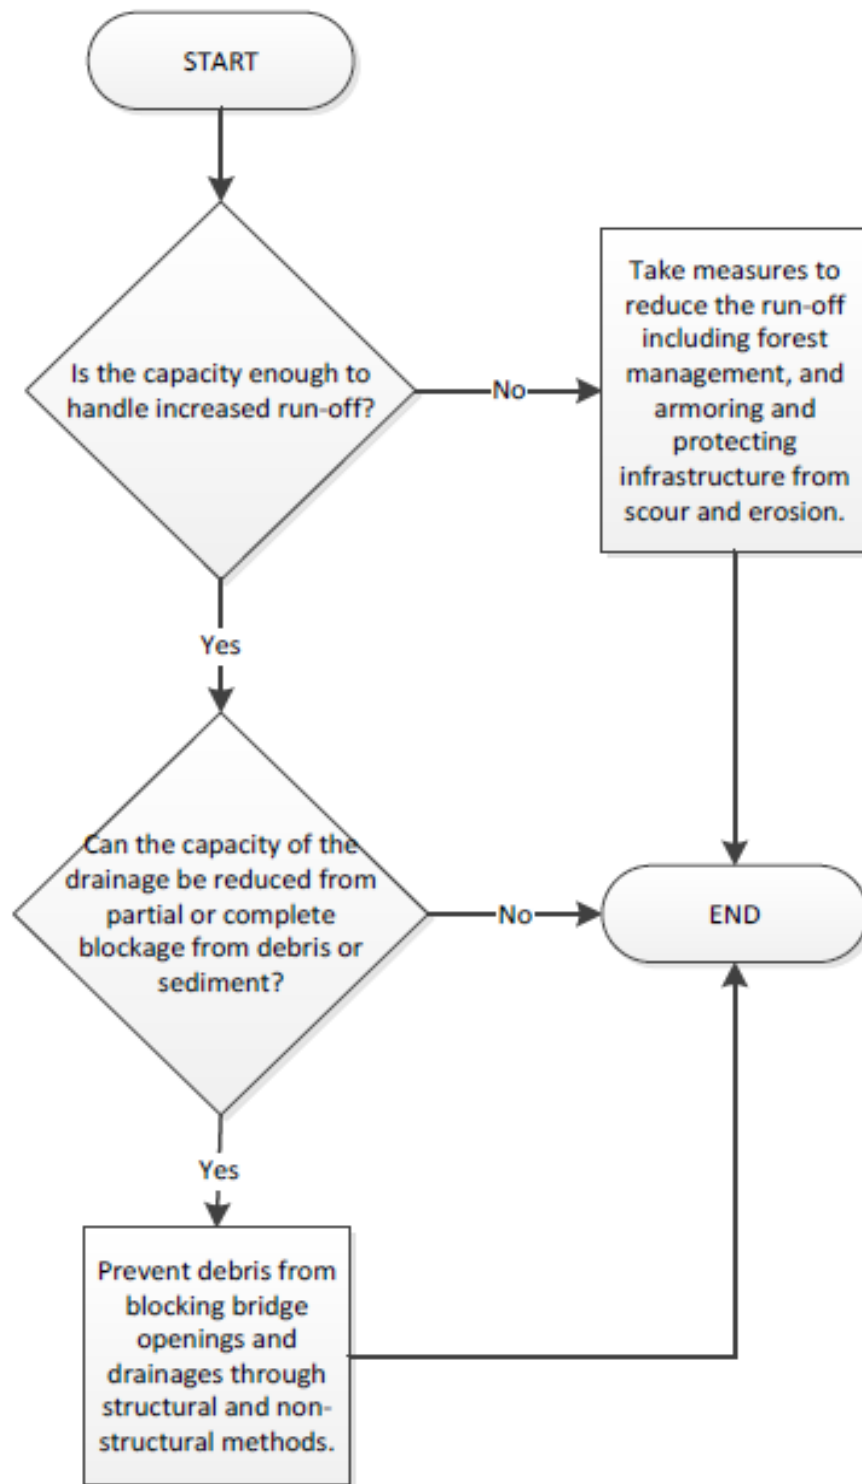 START
Is the capacity enough to
handle increased run-off?
No
Take measures to
reduce the run-off
including forest
management, and
armoring and
protecting
infrastructure from
scour and erosion.
Yes
Can the capacity of the
drainage be reduced from
partial or complete
blockage from debris or
sediment?
No
END
Yes
Prevent debris from
blocking bridge
openings and
drainages through
structural and non-
structural methods.